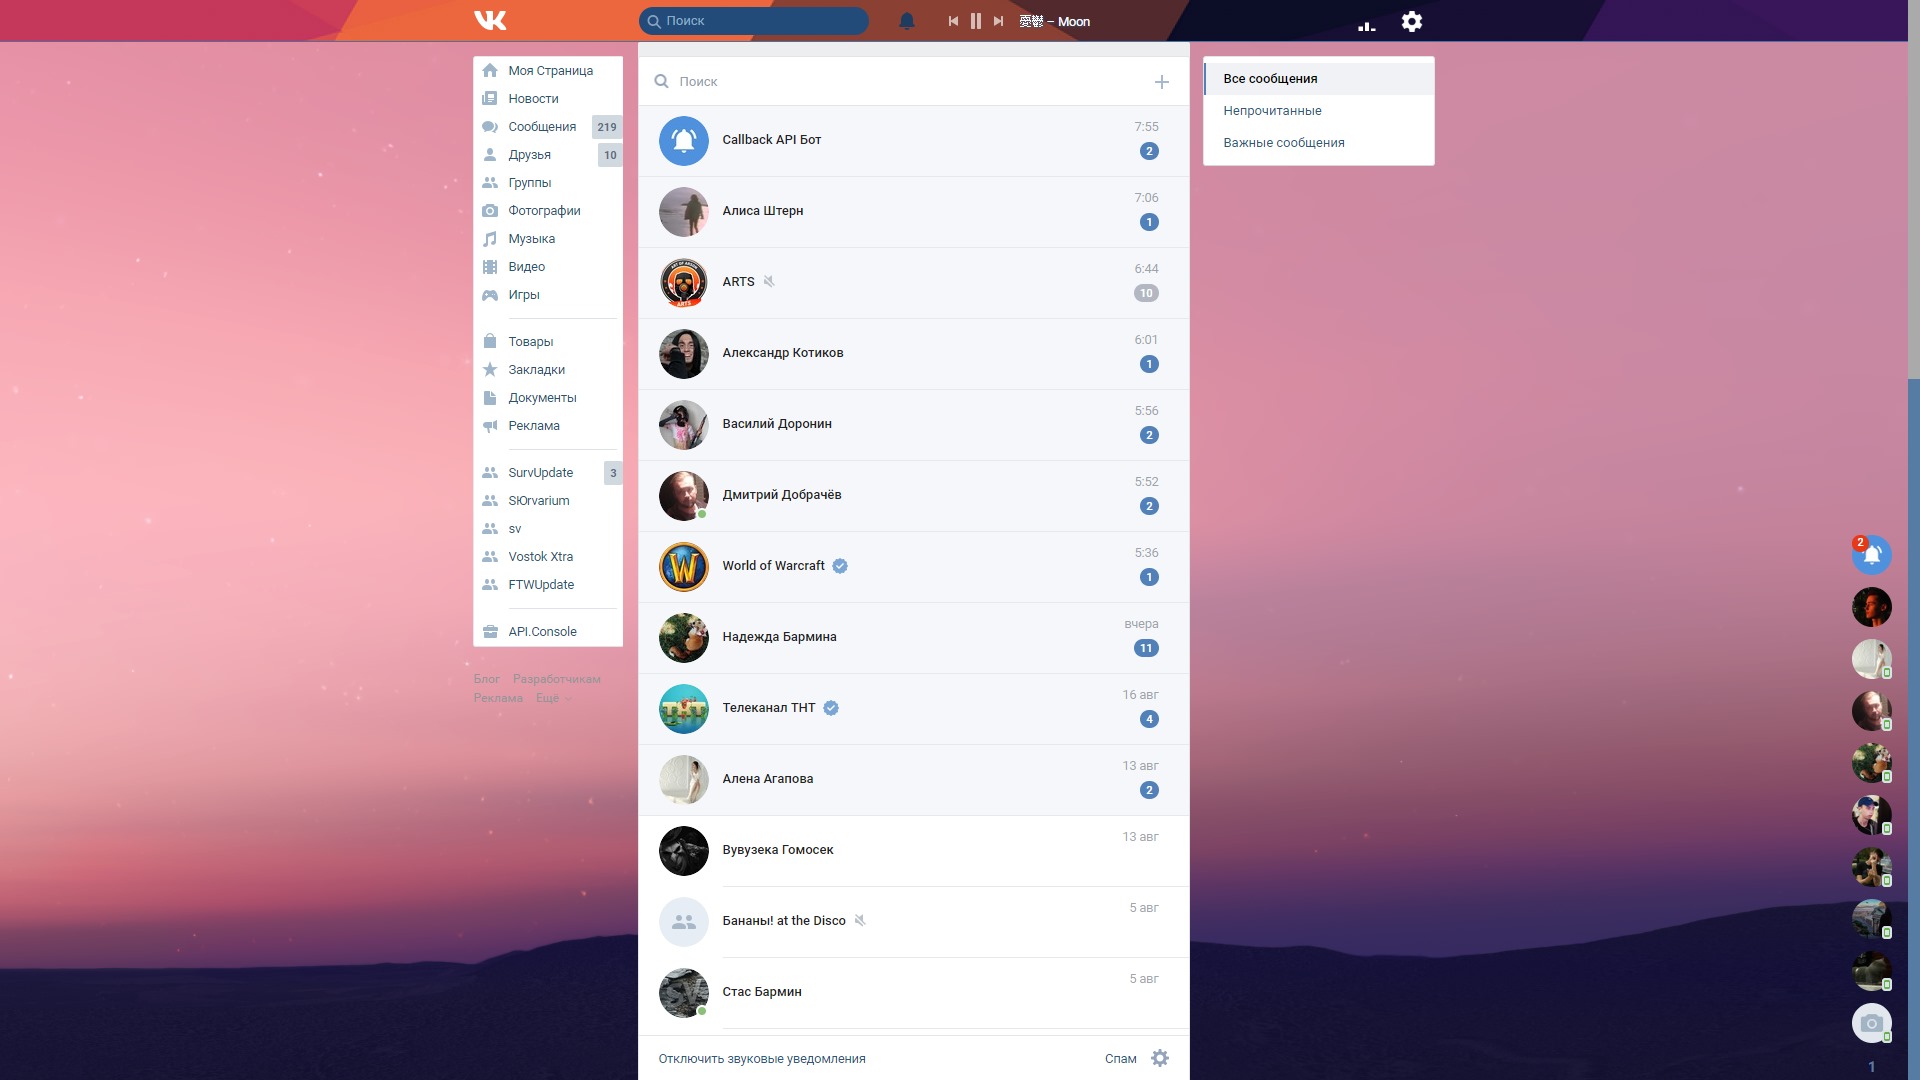 Поиск
憂鬱 – Moon
Моя Страница
Новости
Сообщения 219
Друзья 10
Группы
Фотографии
Музыка
Видео
Игры
Товары
Закладки
Документы
Реклама
SurvUpdate 3
SЮrvarium
sv
Vostok Xtra
FTWUpdate
API.Console
Блог Разработчикам
Реклама Ещё
Поиск
Callback API Бот 7:55
2
Алиса Штерн 7:06
1
ARTS 6:44
10
Александр Котиков 6:01
1
Василий Доронин 5:56
2
Дмитрий Добрачёв 5:52
2
World of Warcraft 5:36
1
Надежда Бармина вчера
11
Телеканал ТНТ 16 авг
4
Алена Агапова 13 авг
2
Вувузека Гомосек 13 авг
Бананы! at the Disco 5 авг
Стас Бармин 5 авг
Отключить звуковые уведомления Спам
Все сообщения
Непрочитанные
Важные сообщения
2
1